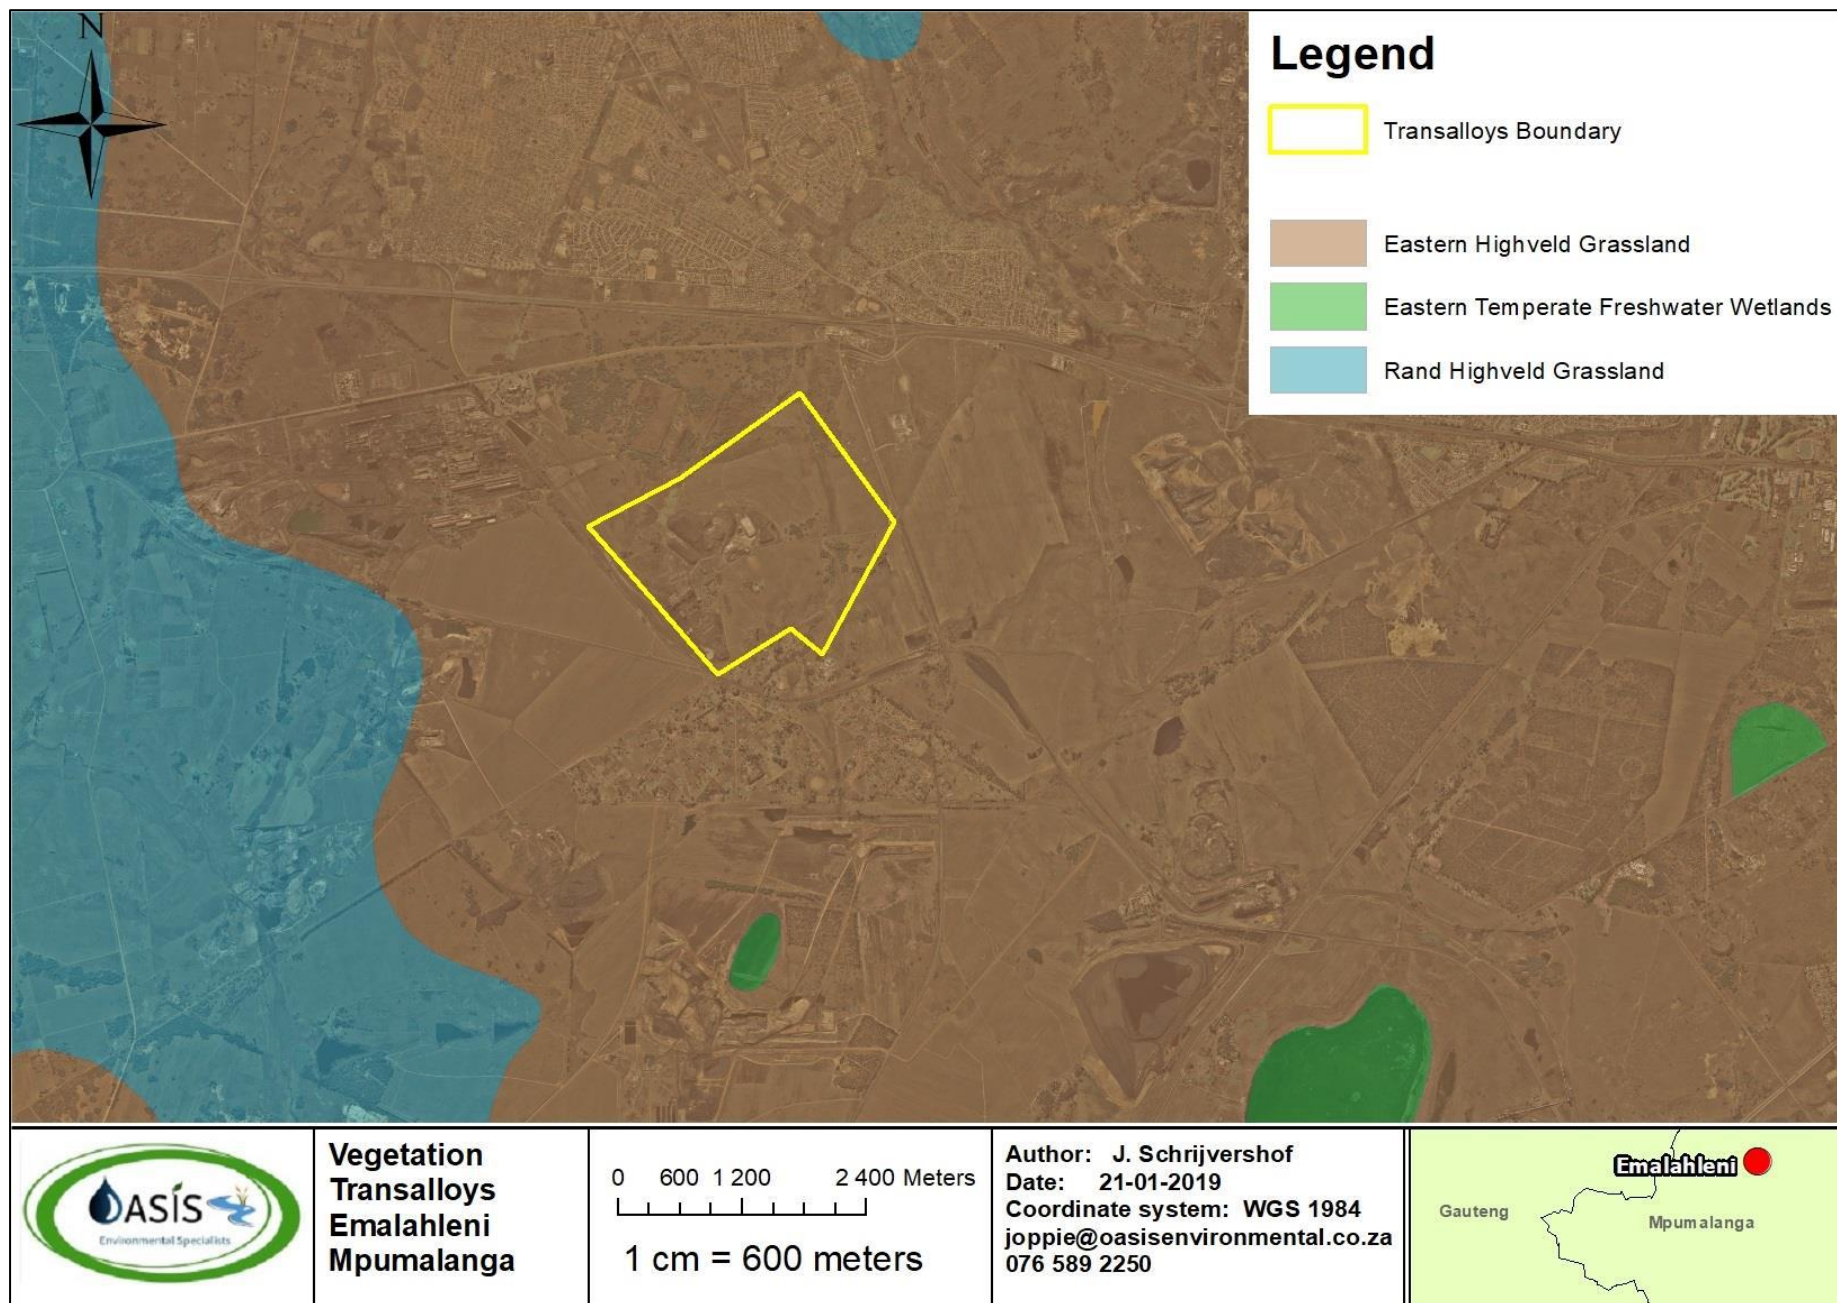 N
Legend
Transalloys Boundary
Eastern Highveld Grassland
Eastern Temperate Freshwater Wetlands
Rand Highveld Grassland
OASIS
Environmental Specialists
Vegetation
Transalloys
Emalahleni
Mpumalanga
0 600 1 200 2 400 Meters
1 cm = 600 meters
Author: J. Schrijvershof
Date: 21-01-2019
Coordinate system: WGS 1984
joppie@oasisenvironmental.co.za
076 589 2250
Emalahleni
Gauteng
Mpumalanga